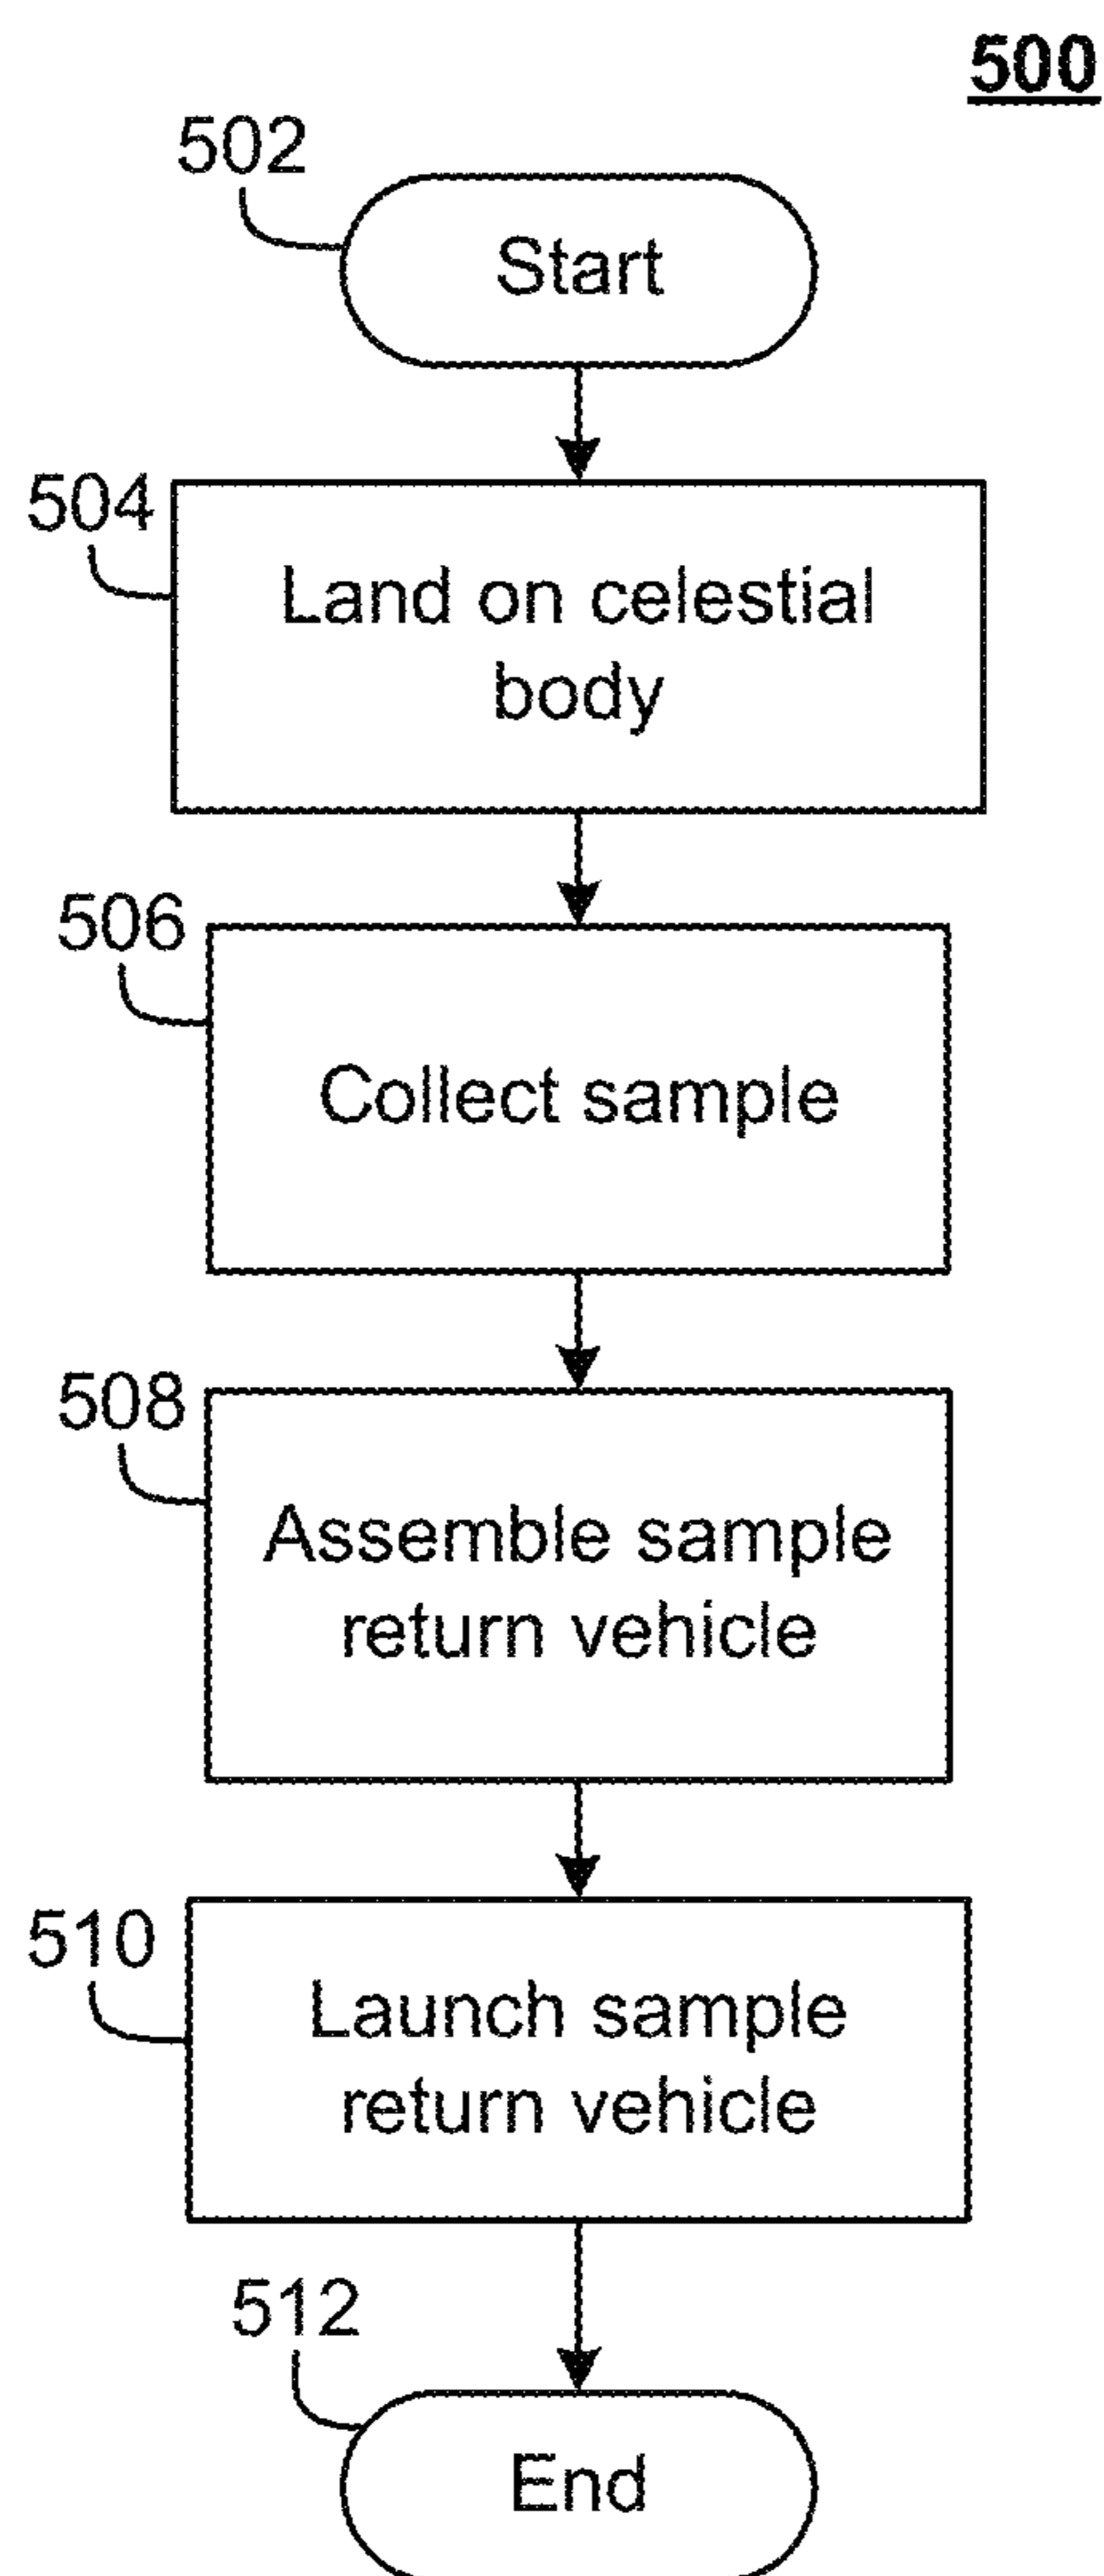 500
502
Start
504
Land on celestial
body
506
Collect sample
508
Assemble sample
return vehicle
510
Launch sample
return vehicle
512
End